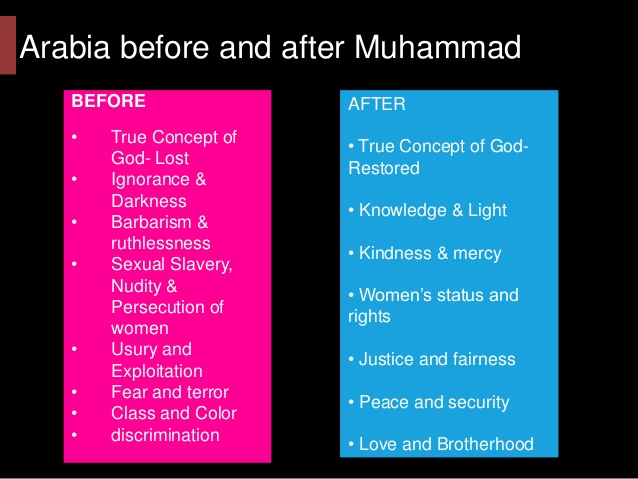 Arabia before and after Muhammad
BEFORE
• True Concept of
God- Lost
• Ignorance &
Darkness
• Barbarism &
ruthlessness
• Sexual Slavery,
Nudity &
Persecution of
women
• Usury and
Exploitation
• Fear and terror
• Class and Color
• discrimination
AFTER
• True Concept of God-
Restored
• Knowledge & Light
• Kindness & mercy
• Women’s status and
rights
• Justice and fairness
• Peace and security
• Love and Brotherhood